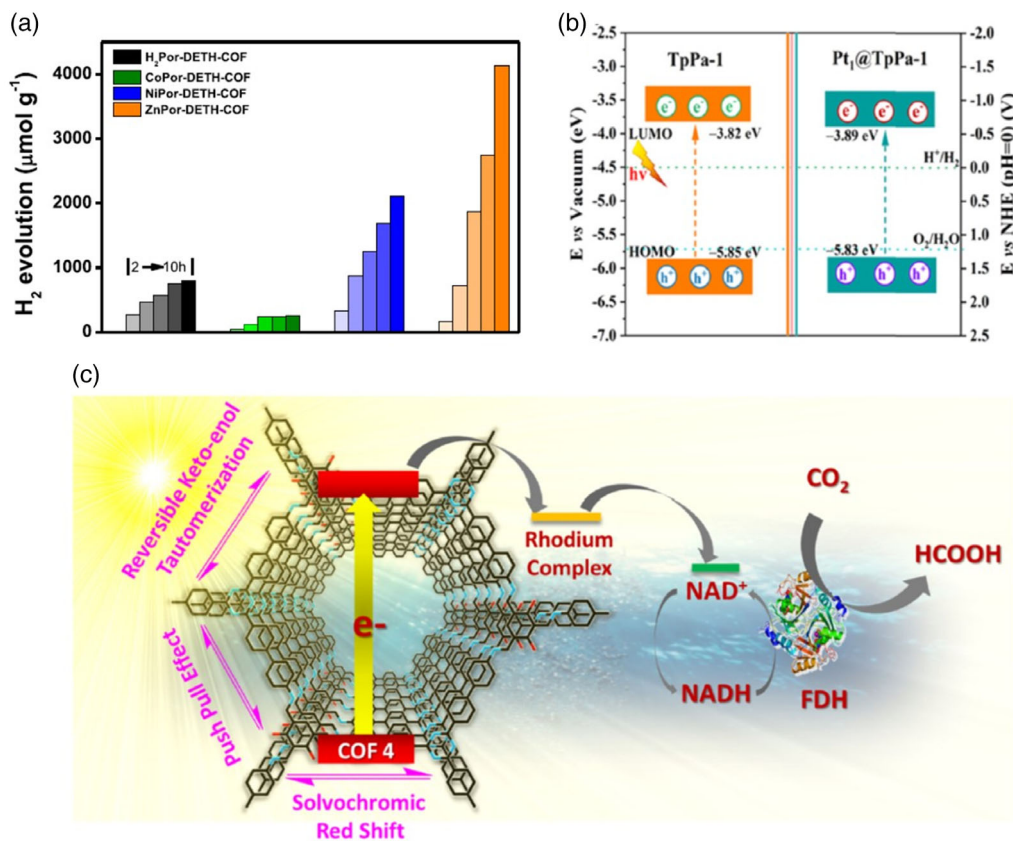 (a)
H₂ evolution (μmol g⁻¹)
4000
3000
2000
1000
0
H₂Por-DETH-COF
CoPor-DETH-COF
NiPor-DETH-COF
ZnPor-DETH-COF
2 → 10h
(b)
E vs Vacuum (eV)
-2.5
-3.0
-3.5
-4.0
-4.5
-5.0
-5.5
-6.0
-6.5
-7.0
TpPa-1
e⁻ e⁻ e⁻
LUMO
−3.82 eV
hν
HOMO
−5.85 eV
h⁺ h⁺ h⁺
Pt₁@TpPa-1
e⁻ e⁻ e⁻
−3.89 eV
H⁺/H₂
O₂/H₂O
−5.83 eV
h⁺ h⁺ h⁺
-2.0
-1.5
-1.0
-0.5
0.0
0.5
1.0
1.5
2.0
2.5
E vs NHE (pH=0) (V)
(c)
Reversible Keto-enol
Tautomerization
Push Pull Effect
e-
COF 4
Solvochromic
Red Shift
Rhodium
Complex
NAD⁺
NADH
CO₂
HCOOH
FDH